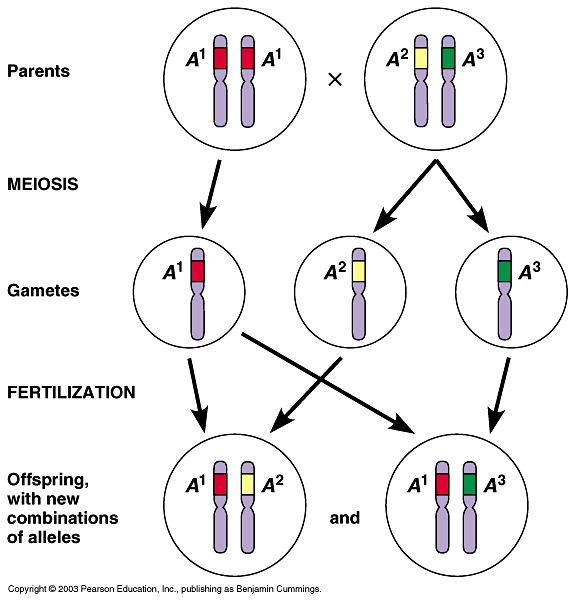 Parents
A¹ A¹ × A² A³
MEIOSIS
Gametes
A¹ A² A³
FERTILIZATION
Offspring,
with new
combinations
of alleles
A¹ A² and A¹ A³
Copyright © 2003 Pearson Education, Inc., publishing as Benjamin Cummings.